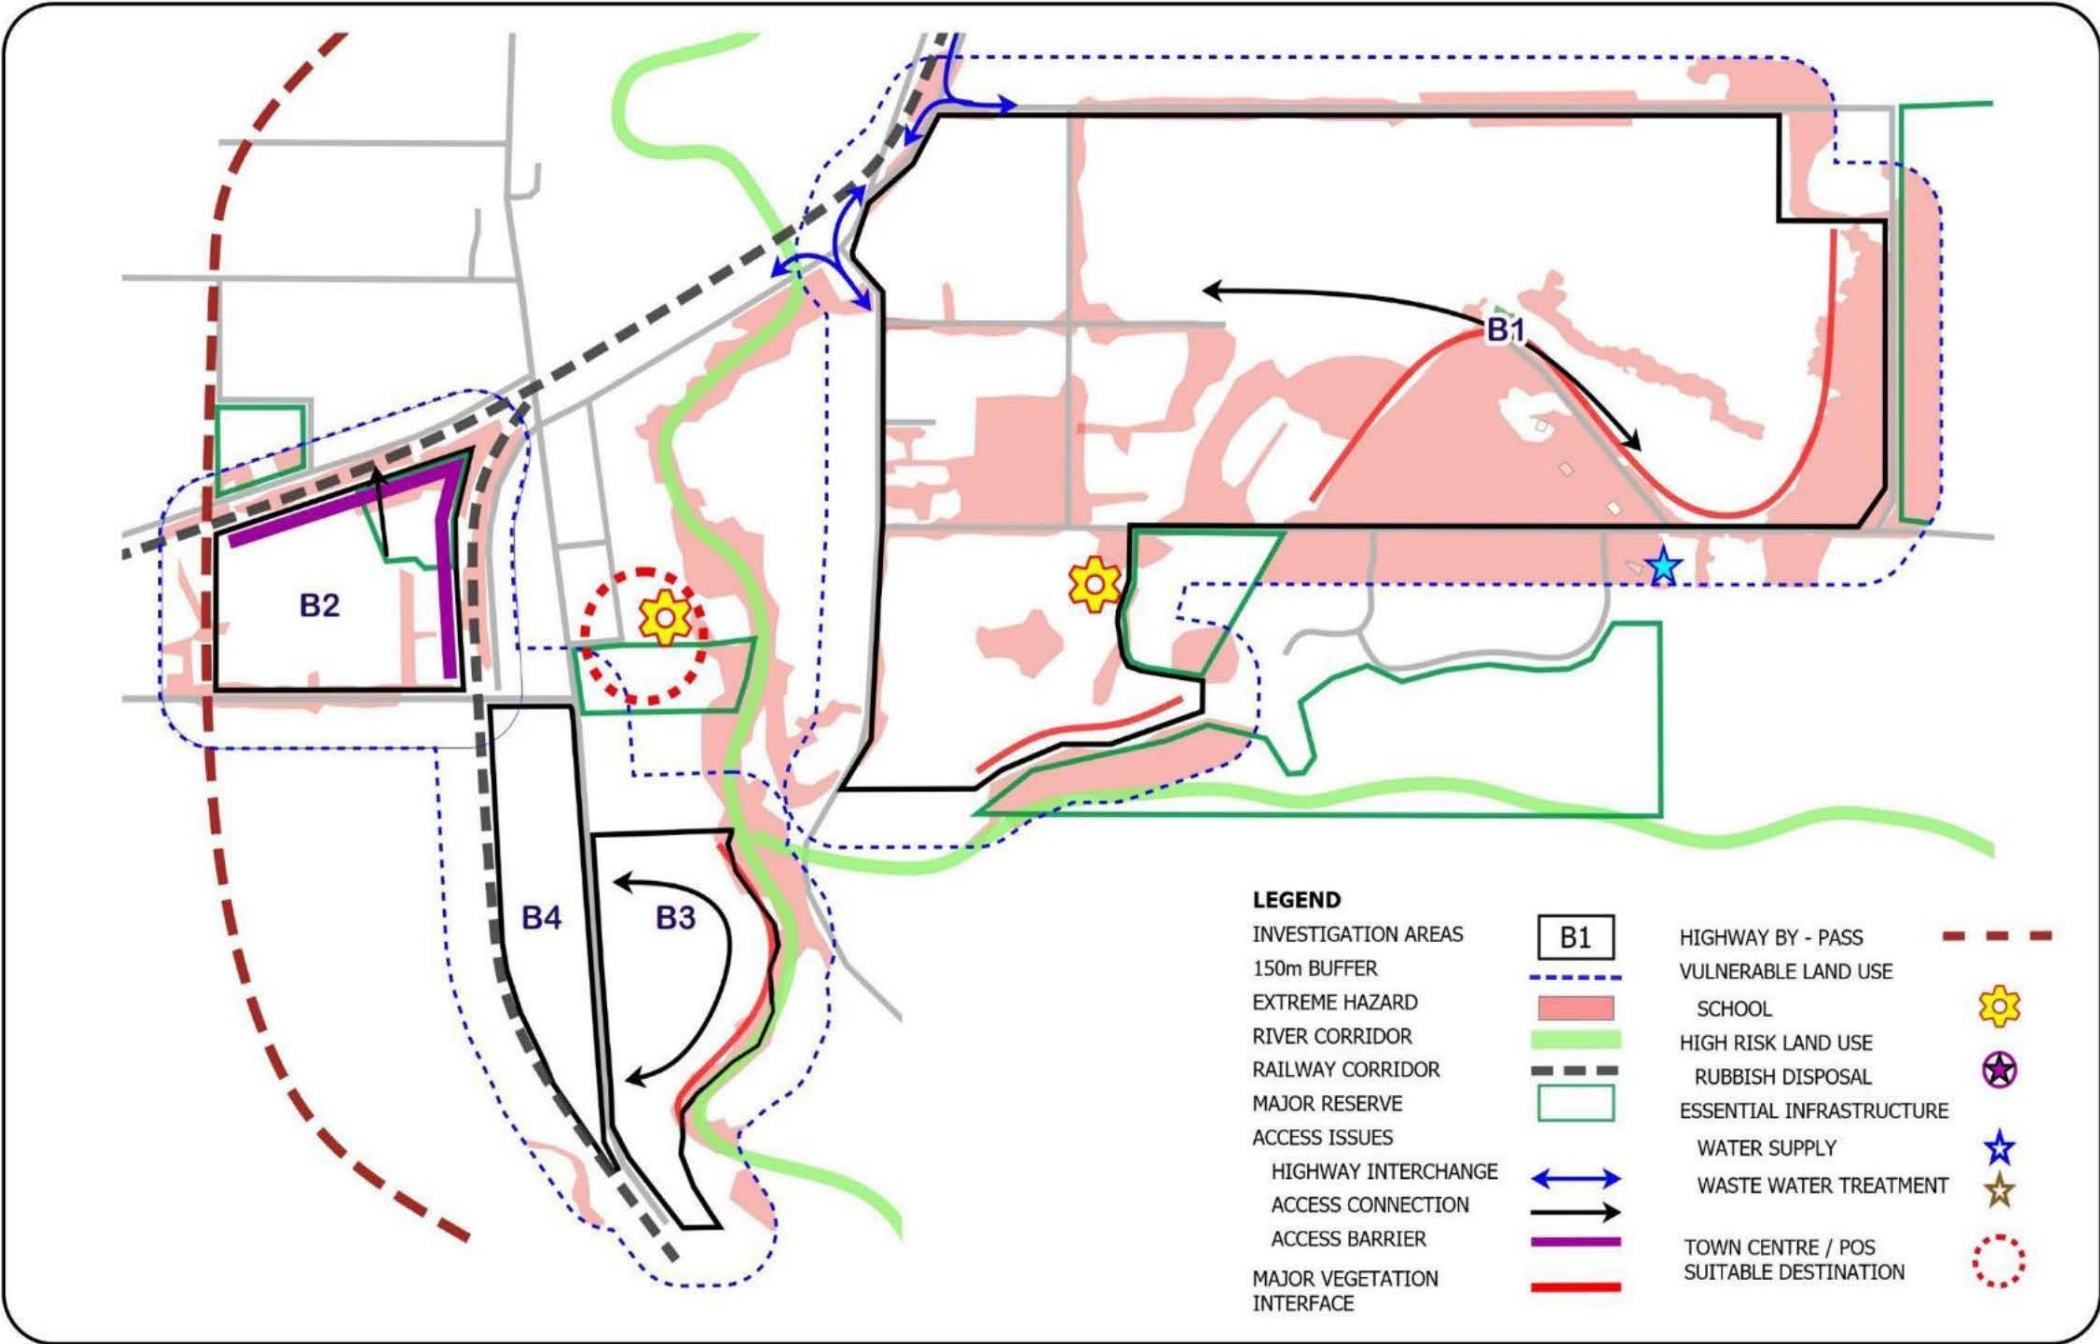 B1
B2
B4
B3
LEGEND
INVESTIGATION AREAS
B1
150m BUFFER
EXTREME HAZARD
RIVER CORRIDOR
RAILWAY CORRIDOR
MAJOR RESERVE
ACCESS ISSUES
HIGHWAY INTERCHANGE
ACCESS CONNECTION
ACCESS BARRIER
MAJOR VEGETATION
INTERFACE
HIGHWAY BY - PASS
VULNERABLE LAND USE
SCHOOL
HIGH RISK LAND USE
RUBBISH DISPOSAL
ESSENTIAL INFRASTRUCTURE
WATER SUPPLY
WASTE WATER TREATMENT
TOWN CENTRE / POS
SUITABLE DESTINATION